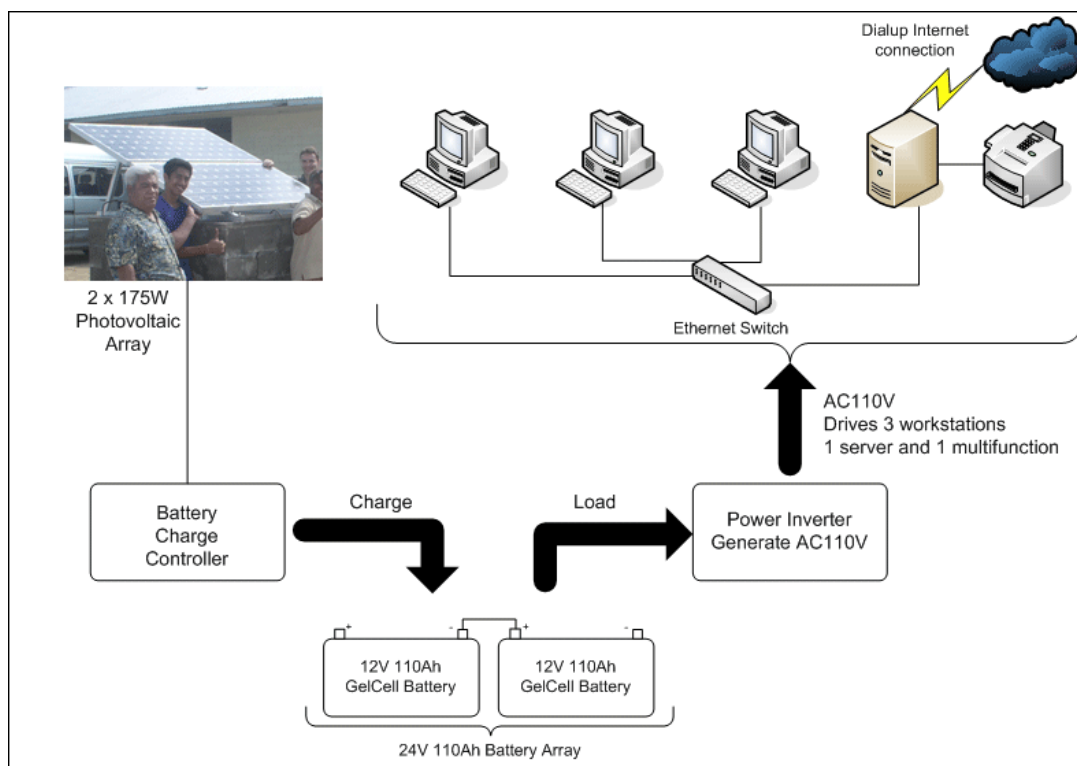 Dialup Internet
connection
2 x 175W
Photovoltaic
Array
Ethernet Switch
AC110V
Drives 3 workstations
1 server and 1 multifunction
Battery
Charge
Controller
Charge
Load
Power Inverter
Generate AC110V
+ - + -
12V 110Ah
GelCell Battery
12V 110Ah
GelCell Battery
24V 110Ah Battery Array